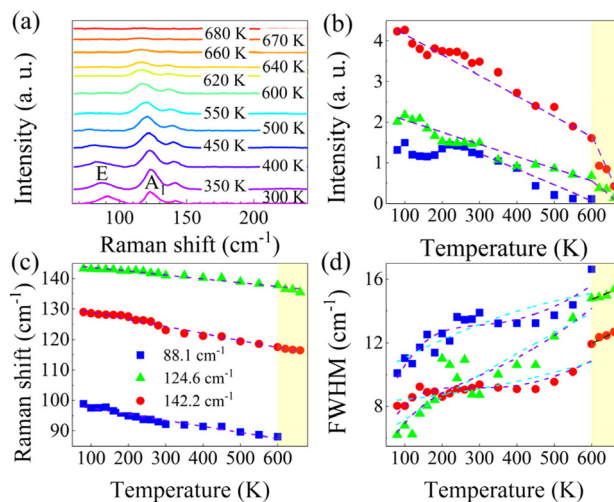 (a)
Intensity (a. u.)
680 K
670 K
660 K
640 K
620 K
600 K
550 K
500 K
450 K
400 K
350 K
300 K
E
A1
100
150
200
Raman shift (cm-1)
(b)
Intensity (a. u.)
4
3
2
1
0
100 200 300 400 500 600
Temperature (K)
(c)
Raman shift (cm-1)
140
130
120
110
100
90
88.1 cm-1
124.6 cm-1
142.2 cm-1
100 200 300 400 500 600
Temperature (K)
(d)
FWHM (cm-1)
16
12
8
100 200 300 400 500 600
Temperature (K)